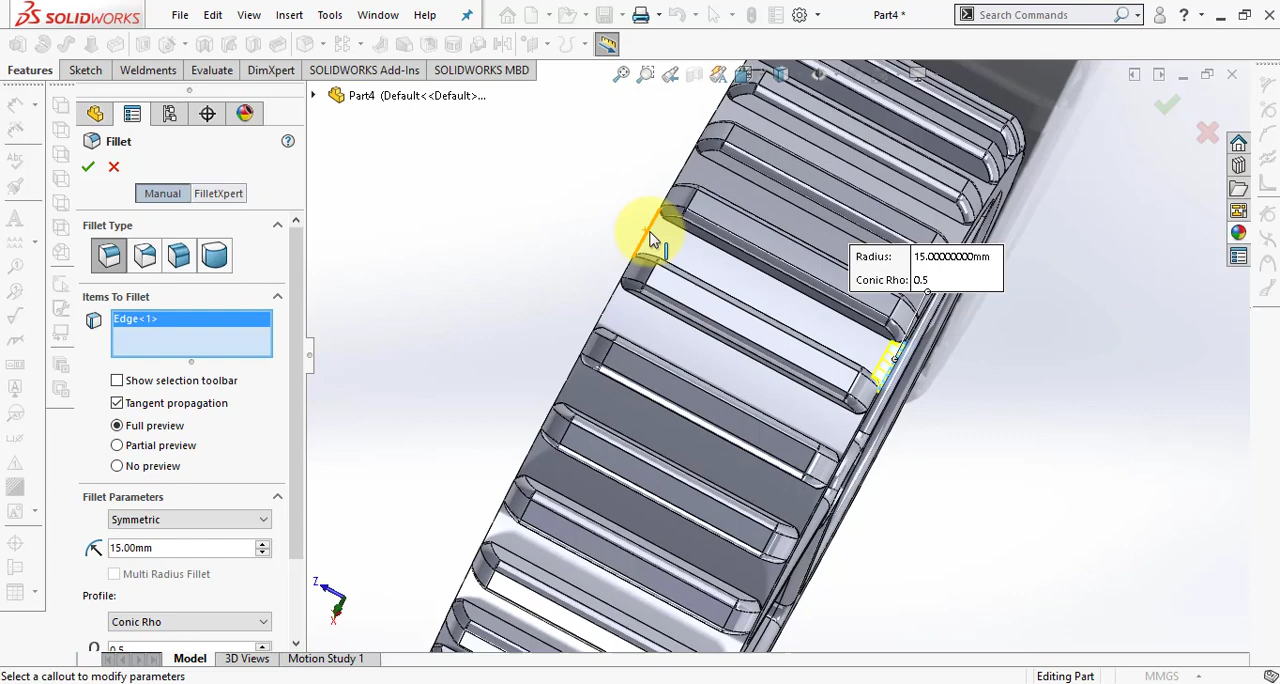 SOLIDWORKS
File
Edit
View
Insert
Tools
Window
Help
Part4 *
Search Commands
Features
Sketch
Weldments
Evaluate
DimXpert
SOLIDWORKS Add-Ins
SOLIDWORKS MBD
Part4 (Default<<Default>...
Fillet
Manual
FilletXpert
Fillet Type
Items To Fillet
Edge<1>
Show selection toolbar
Tangent propagation
Full preview
Partial preview
No preview
Fillet Parameters
Symmetric
15.00mm
Multi Radius Fillet
Profile:
Conic Rho
0.5
Radius: 15.00000000mm
Conic Rho: 0.5
Z
X
Model
3D Views
Motion Study 1
Select a callout to modify parameters
Editing Part
MMGS